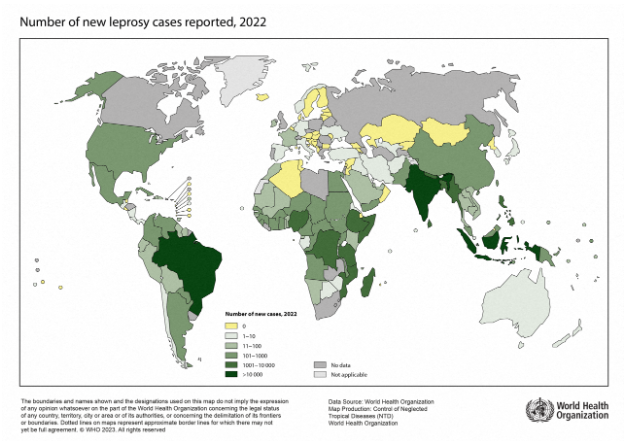 Number of new leprosy cases reported, 2022
Number of new cases, 2022
0
1–10
11–100
101–1000
1001–10 000
>10 000
No data
Not applicable
The boundaries and names shown and the designations used on this map do not imply the expression
of any opinion whatsoever on the part of the World Health Organization concerning the legal status
of any country, territory, city or area or of its authorities, or concerning the delimitation of its frontiers
or boundaries. Dotted lines on maps represent approximate border lines for which there may not
yet be full agreement. © WHO 2023. All rights reserved
Data Source: World Health Organization
Map Production: Control of Neglected
Tropical Diseases (NTD)
World Health Organization
World Health
Organization